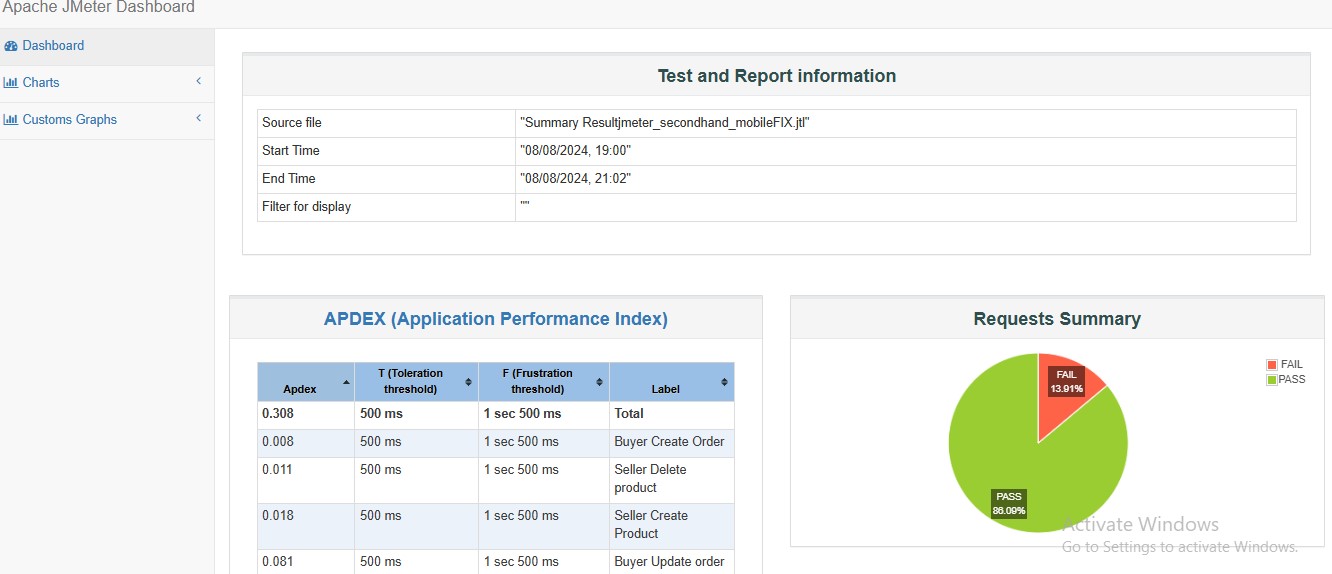 Apache JMeter Dashboard
Dashboard
Charts
Customs Graphs
Test and Report information
Source file "Summary Resultjmeter_secondhand_mobileFIX.jtl"
Start Time "08/08/2024, 19:00"
End Time "08/08/2024, 21:02"
Filter for display ""
APDEX (Application Performance Index)
Apdex T (Toleration threshold) F (Frustration threshold) Label
0.308 500 ms 1 sec 500 ms Total
0.008 500 ms 1 sec 500 ms Buyer Create Order
0.011 500 ms 1 sec 500 ms Seller Delete
product
0.018 500 ms 1 sec 500 ms Seller Create
Product
0.081 500 ms 1 sec 500 ms Buyer Update order
Requests Summary
FAIL
PASS
FAIL
13.91%
PASS
86.09%
Activate Windows
Go to Settings to activate Windows.